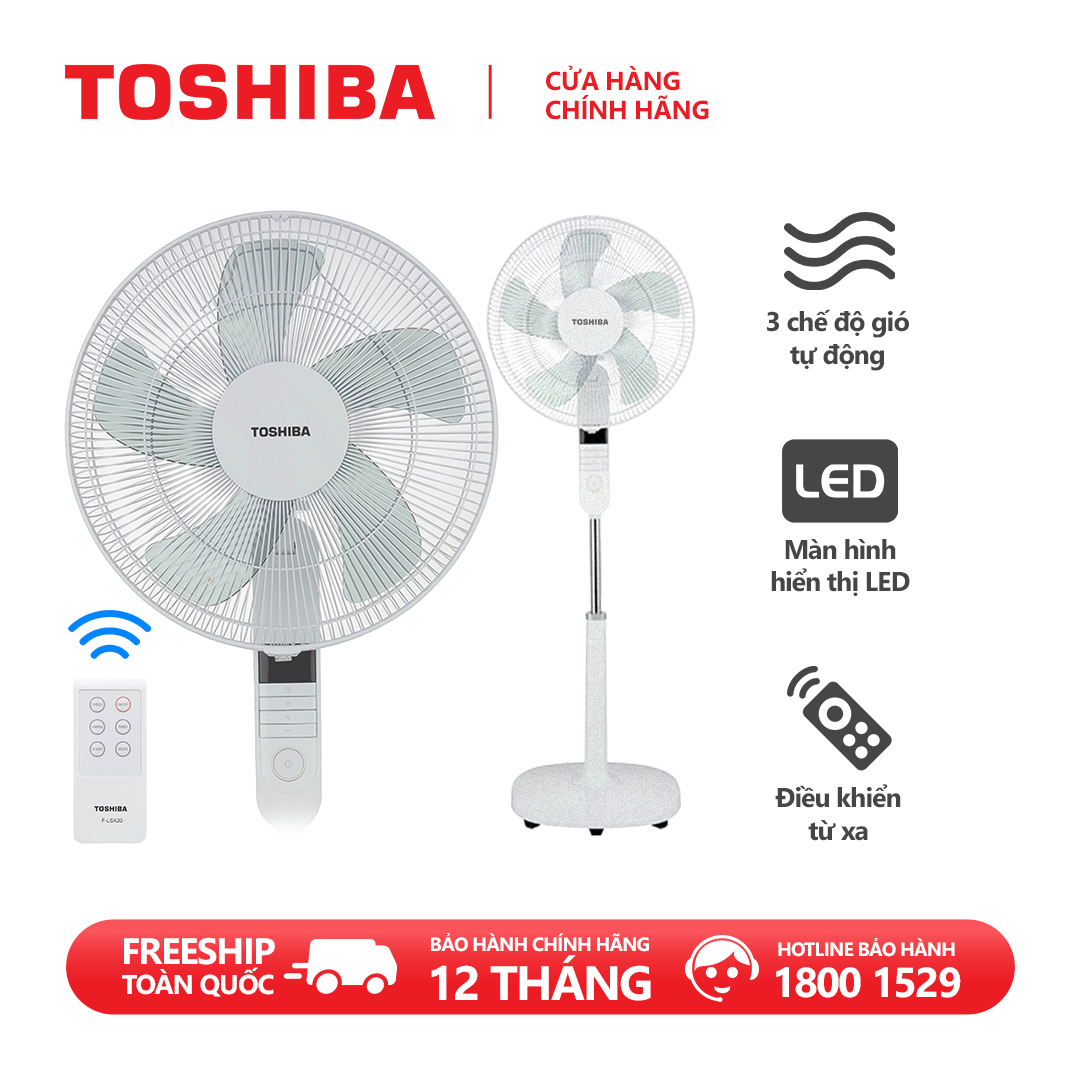 TOSHIBA
CỬA HÀNG
CHÍNH HÃNG
TOSHIBA
TOSHIBA
3 chế độ gió
tự động
LED
Màn hình
hiển thị LED
TOSHIBA
F-LSA20
Điều khiển
từ xa
FREESHIP
TOÀN QUỐC
BẢO HÀNH CHÍNH HÃNG
12 THÁNG
HOTLINE BẢO HÀNH
1800 1529